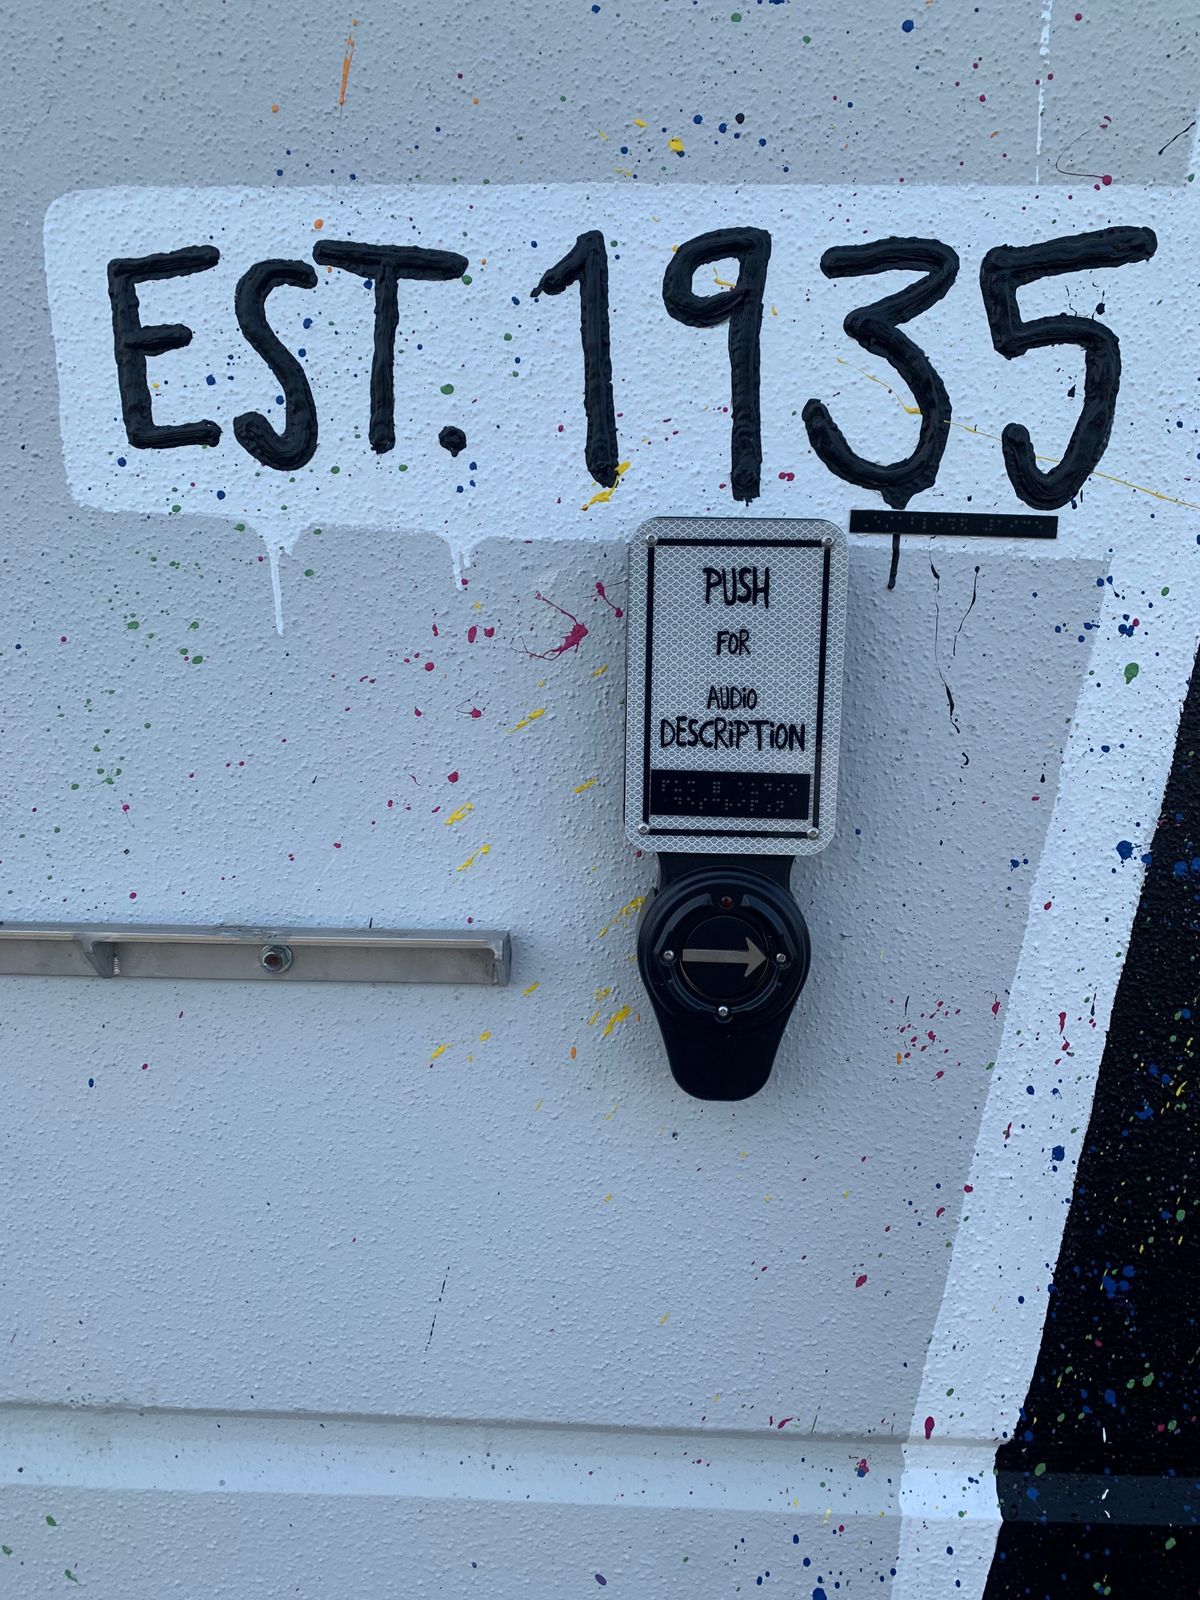 EST. 1935
PUSH
FOR
AUDiO
DESCRiPTiON